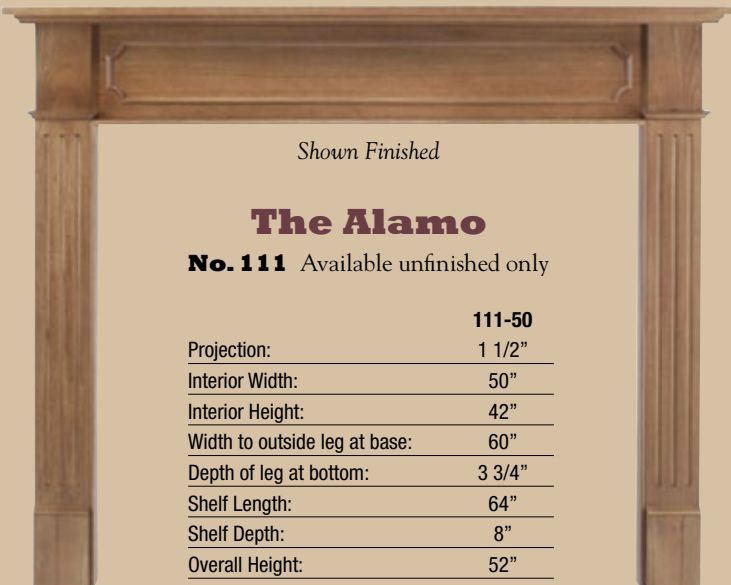 Shown Finished
The Alamo
No. 111 Available unfinished only
111-50
Projection: 1 1/2”
Interior Width: 50”
Interior Height: 42”
Width to outside leg at base: 60”
Depth of leg at bottom: 3 3/4”
Shelf Length: 64”
Shelf Depth: 8”
Overall Height: 52”